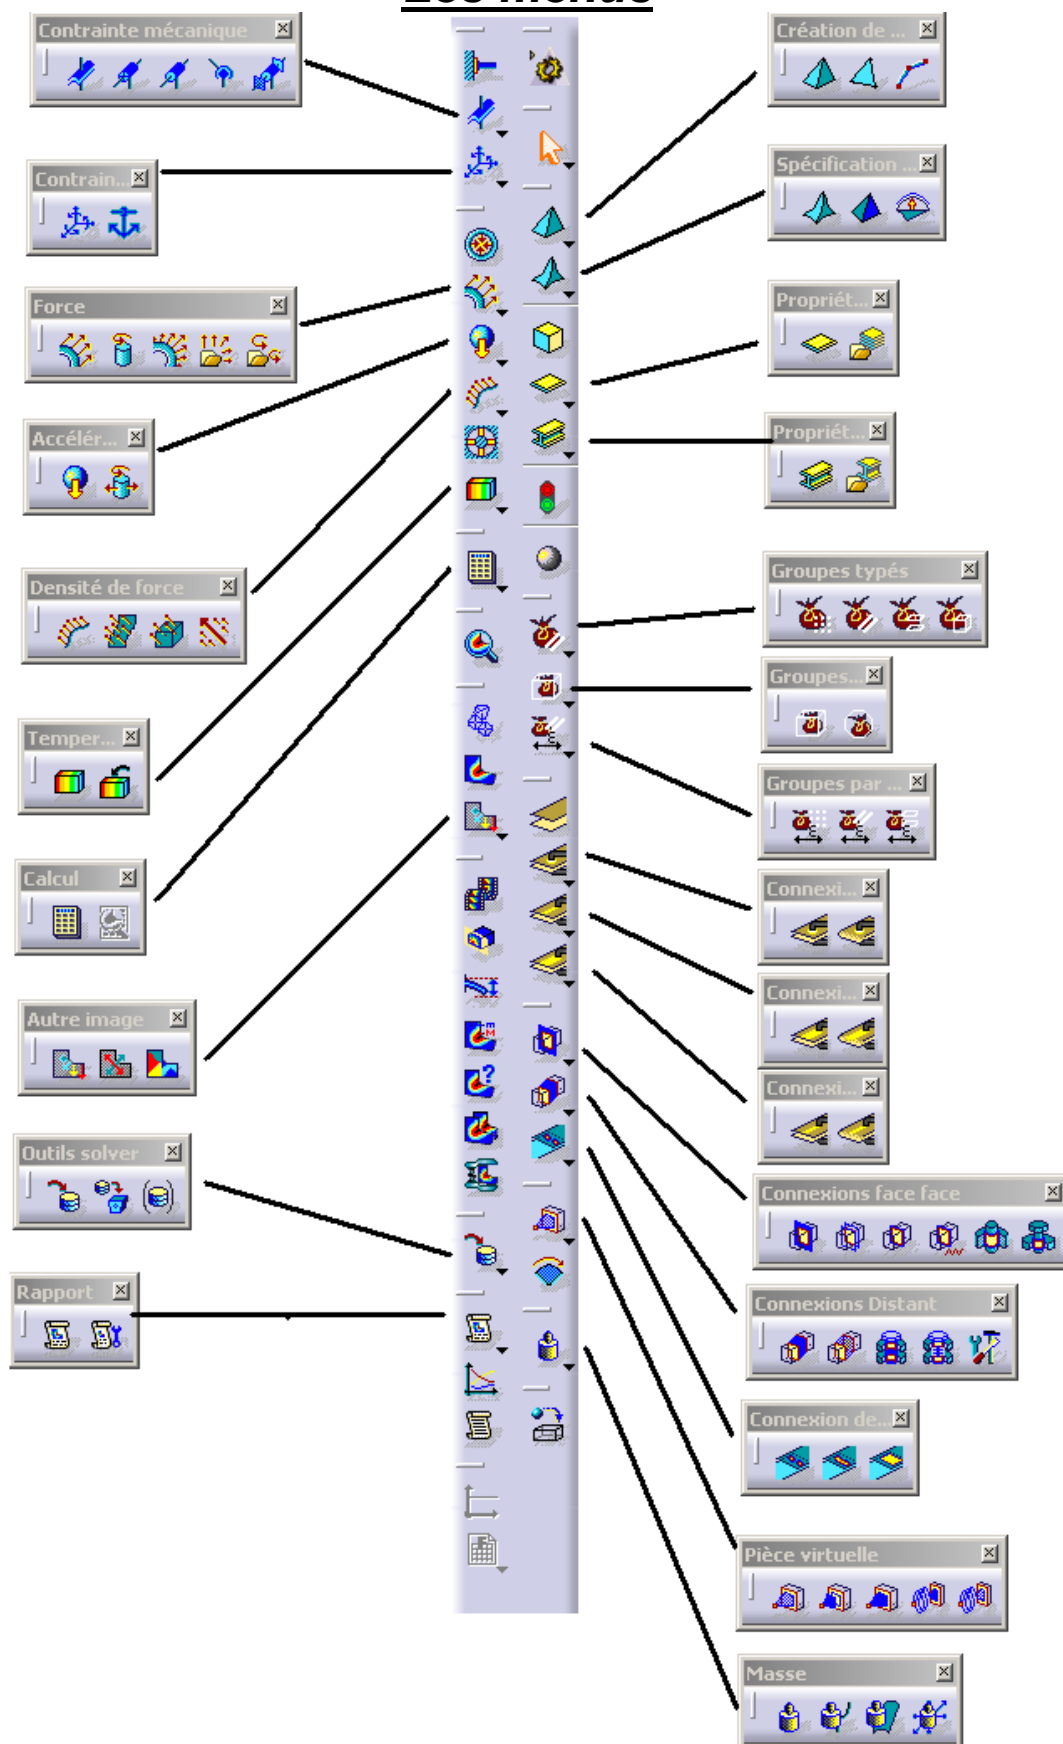 Les menus
Contrainte mécanique
Contrain...
Force
Accélér...
Densité de force
Temper...
Calcul
Autre image
Outils solver
Rapport
Création de ...
Spécification ...
Propriét...
Propriét...
Groupes typés
Groupes...
Groupes par ...
Connexi...
Connexi...
Connexi...
Connexions face face
Connexions Distant
Connexion de...
Pièce virtuelle
Masse